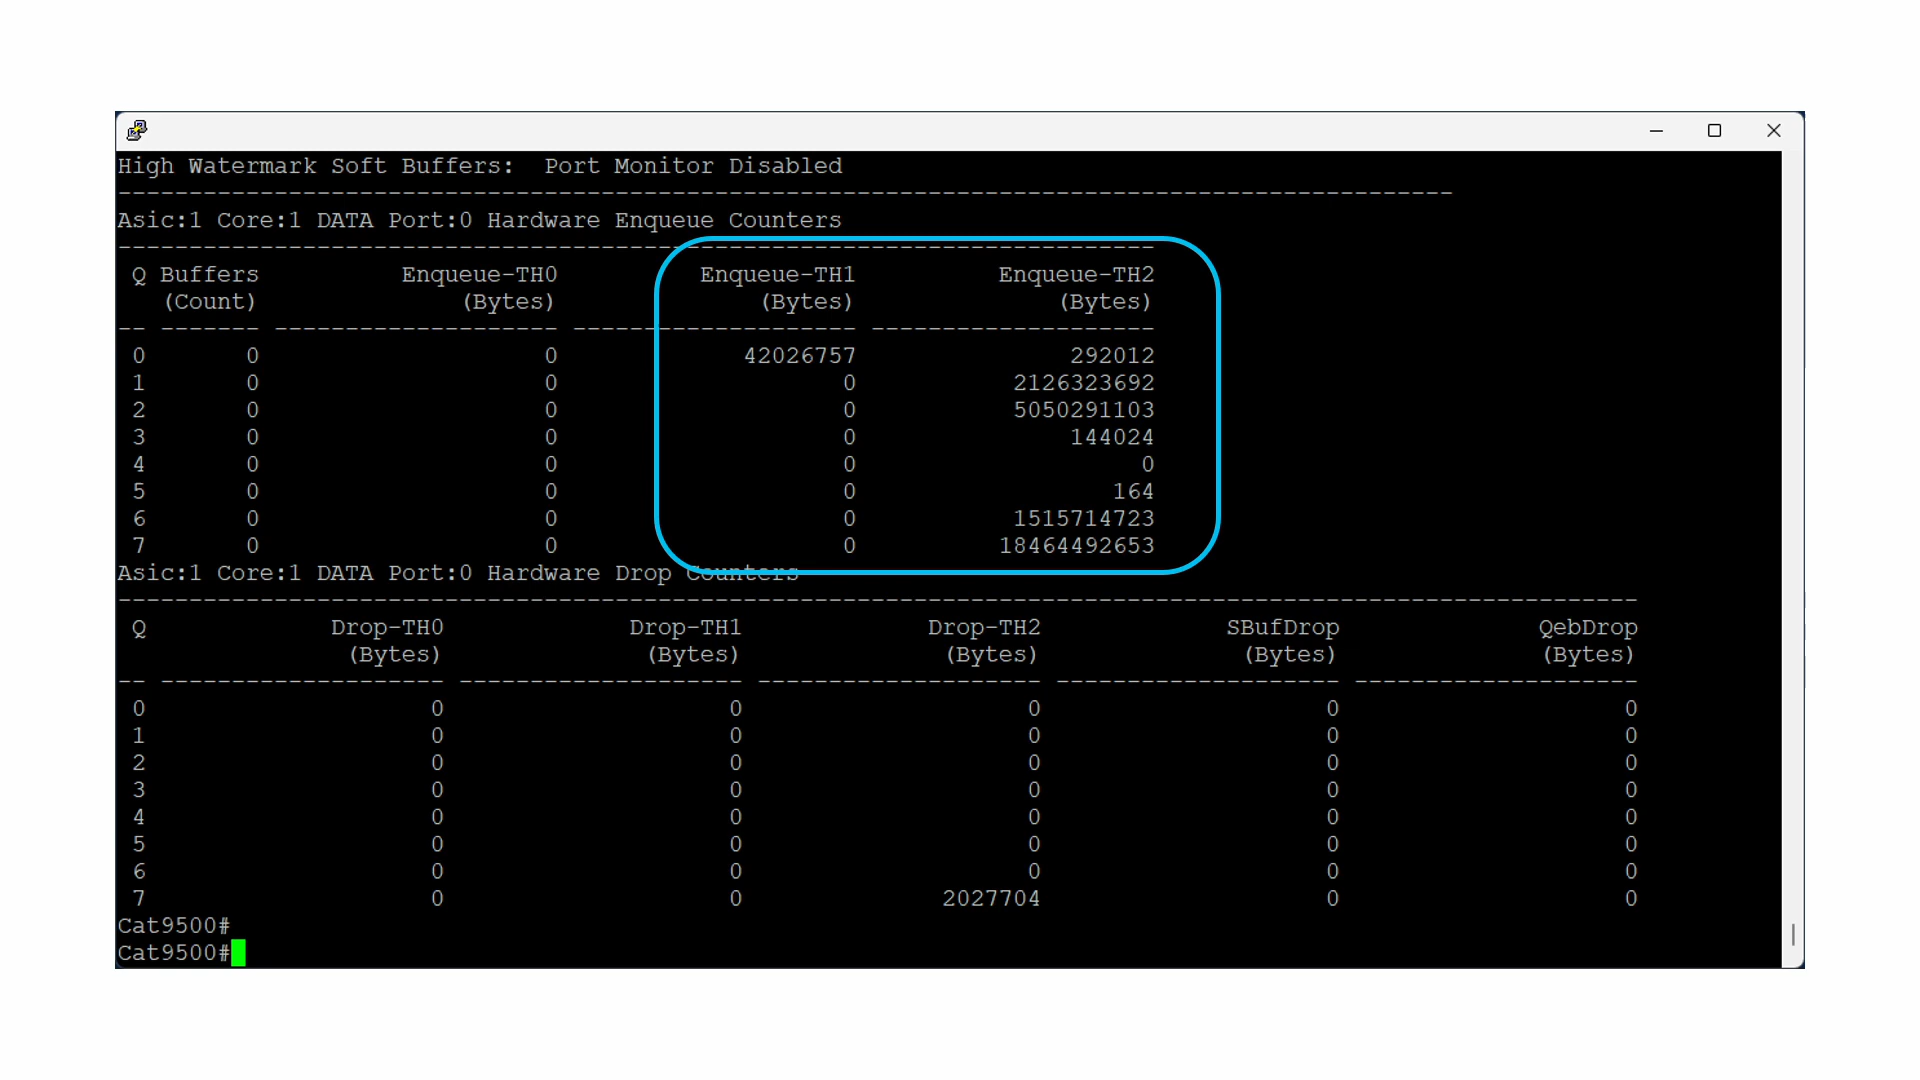 High Watermark Soft Buffers:  Port Monitor Disabled
----------------------------------------------------------------------------------------------
Asic:1 Core:1 DATA Port:0 Hardware Enqueue Counters
-------------------------------------------------------------------------
Q Buffers Enqueue-TH0 Enqueue-TH1 Enqueue-TH2
(Count) (Bytes) (Bytes) (Bytes)
-- ------- -------------------- -------------------- --------------------
0 0 0 42026757 292012
1 0 0 0 2126323692
2 0 0 0 5050291103
3 0 0 0 144024
4 0 0 0 0
5 0 0 0 164
6 0 0 0 1515714723
7 0 0 0 18464492653
Asic:1 Core:1 DATA Port:0 Hardware Drop Counters
-----------------------------------------------------------------------------------------------------------
Q Drop-TH0 Drop-TH1 Drop-TH2 SBufDrop QebDrop
(Bytes) (Bytes) (Bytes) (Bytes) (Bytes)
-- -------------------- -------------------- -------------------- -------------------- --------------------
0 0 0 0 0 0
1 0 0 0 0 0
2 0 0 0 0 0
3 0 0 0 0 0
4 0 0 0 0 0
5 0 0 0 0 0
6 0 0 0 0 0
7 0 0 2027704 0 0
Cat9500#
Cat9500#